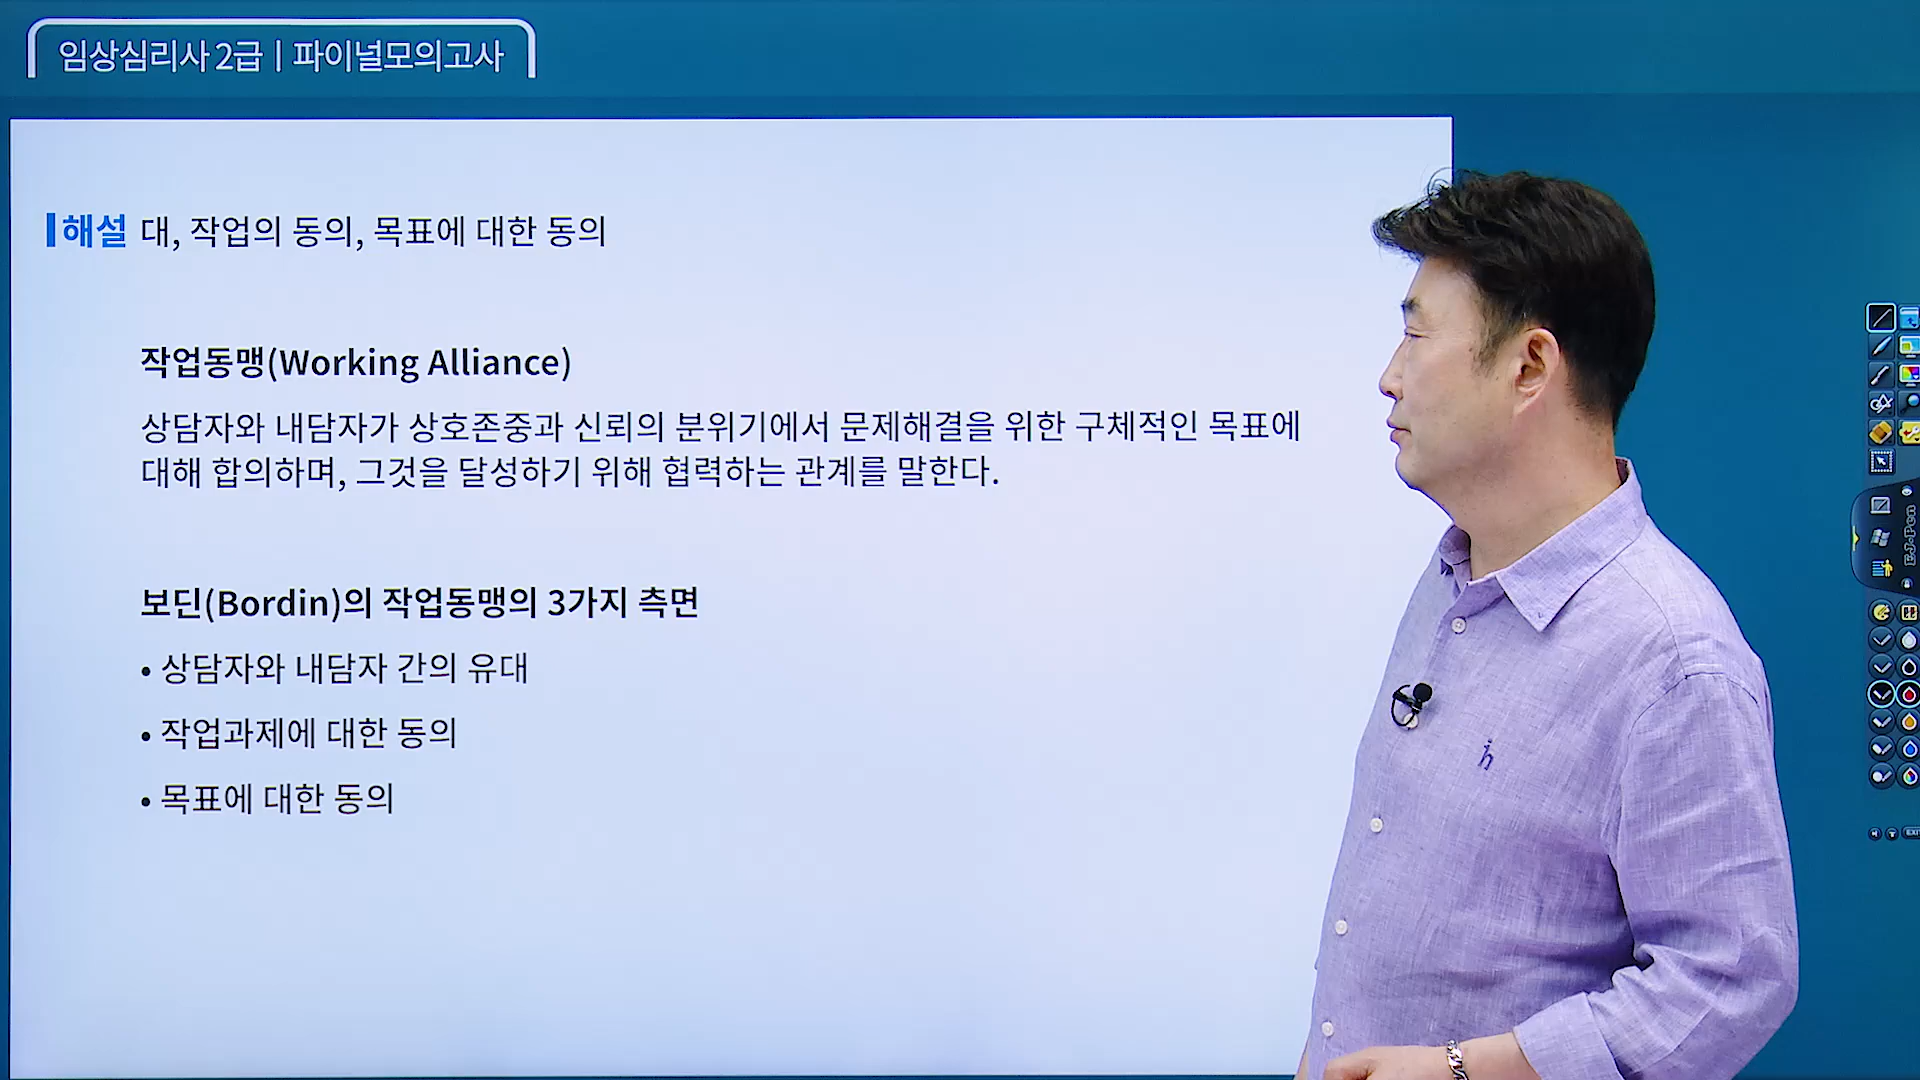 임상심리사 2급 | 파이널모의고사
해설 대, 작업의 동의, 목표에 대한 동의
작업동맹(Working Alliance)
상담자와 내담자가 상호존중과 신뢰의 분위기에서 문제해결을 위한 구체적인 목표에
대해 합의하며, 그것을 달성하기 위해 협력하는 관계를 말한다.
보딘(Bordin)의 작업동맹의 3가지 측면
• 상담자와 내담자 간의 유대
• 작업과제에 대한 동의
• 목표에 대한 동의
h
EJ-Pen
EXI